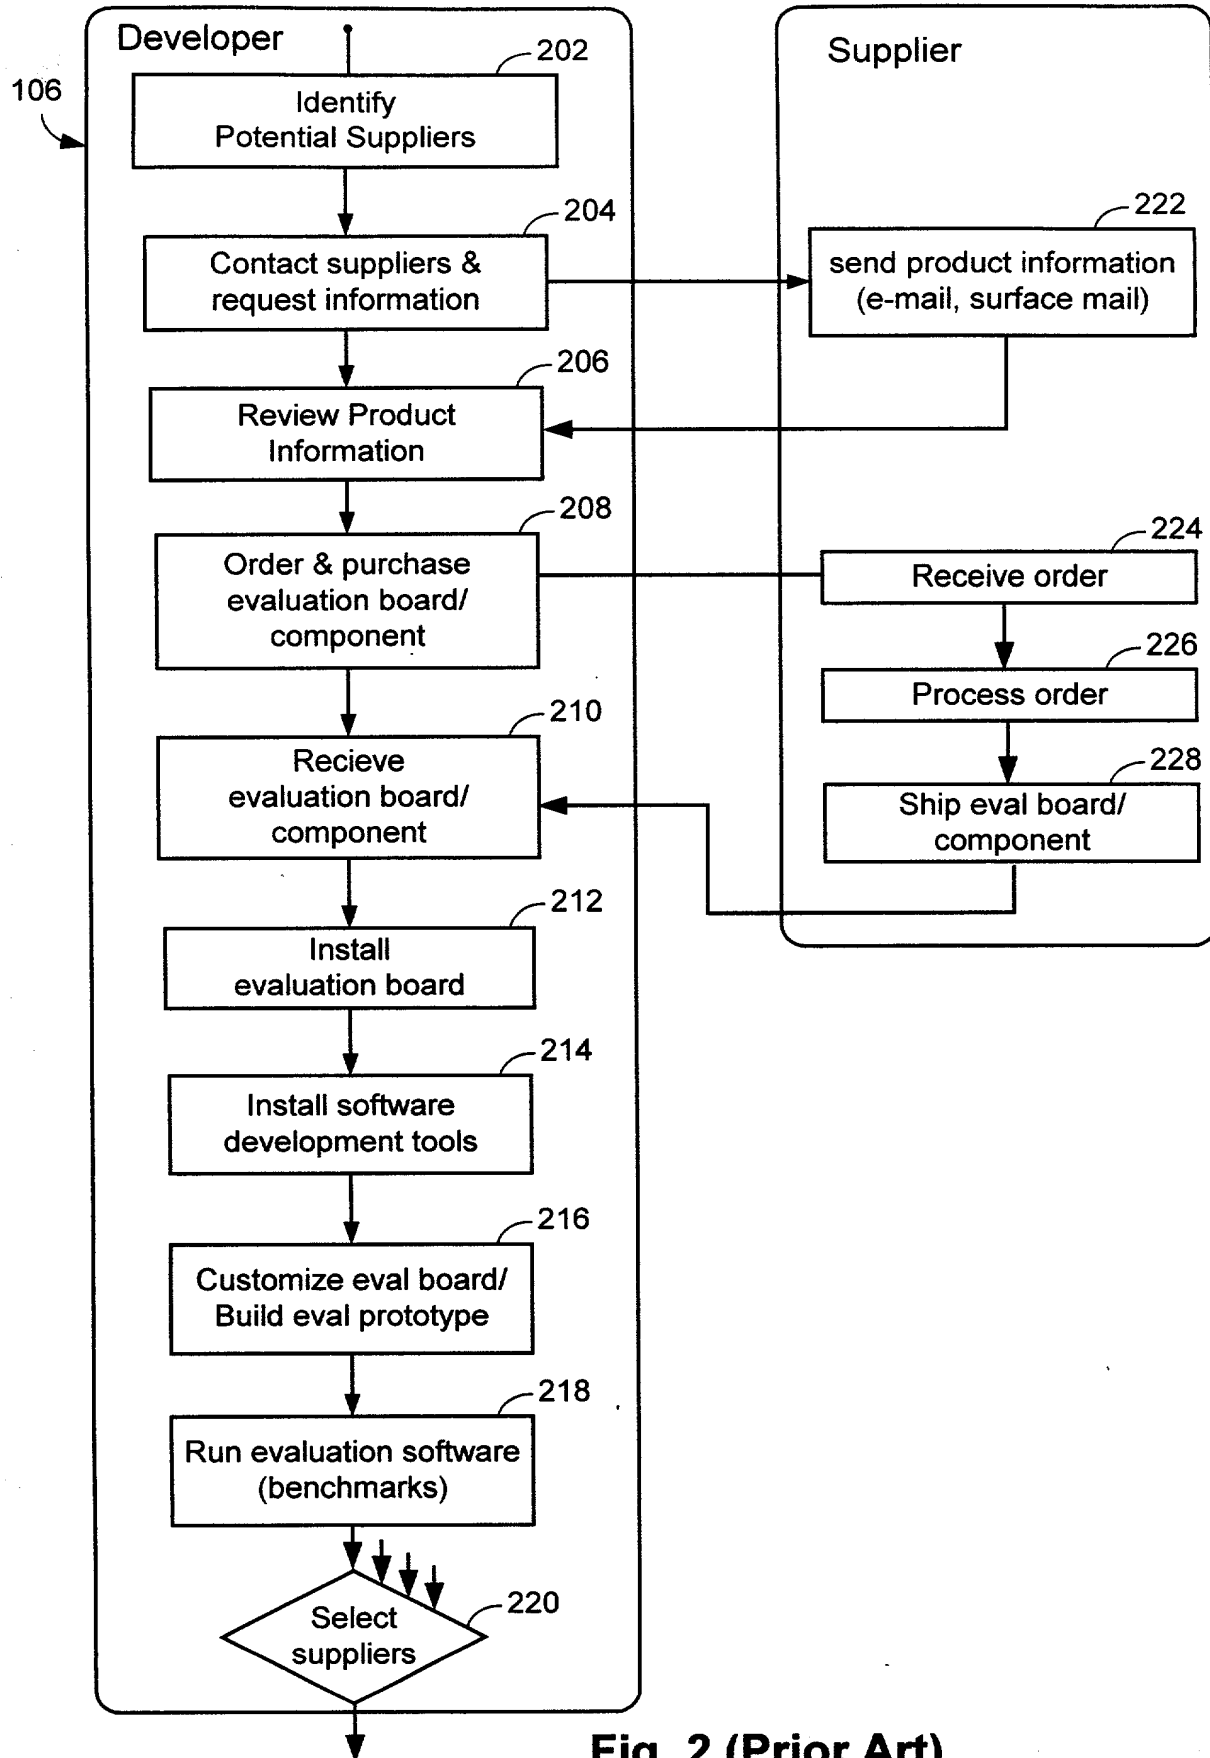 Developer
Supplier
106
202
Identify
Potential Suppliers
204
Contact suppliers &
request information
222
send product information
(e-mail, surface mail)
206
Review Product
Information
208
Order & purchase
evaluation board/
component
224
Receive order
226
Process order
210
Recieve
evaluation board/
component
228
Ship eval board/
component
212
Install
evaluation board
214
Install software
development tools
216
Customize eval board/
Build eval prototype
218
Run evaluation software
(benchmarks)
220
Select
suppliers
Fig. 2 (Prior Art)